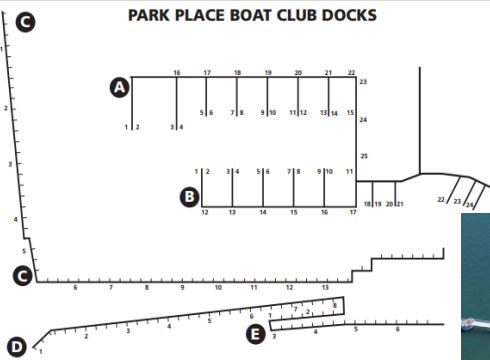 PARK PLACE BOAT CLUB DOCKS
C
1
2
3
4
5
C
6 7 8 9 10 11 12 13
A
16 17 18 19 20 21 22
23
5 6 7 8 9 10 11 12 13 14 15
24
1 2 3 4
25
1 2 3 4 5 6 7 8 9 10 11
B
12 13 14 15 16 17
18 19 20 21 22 23 24
D
1 2 3 4 5 6 7 8
E
1 2
3 4 5 6